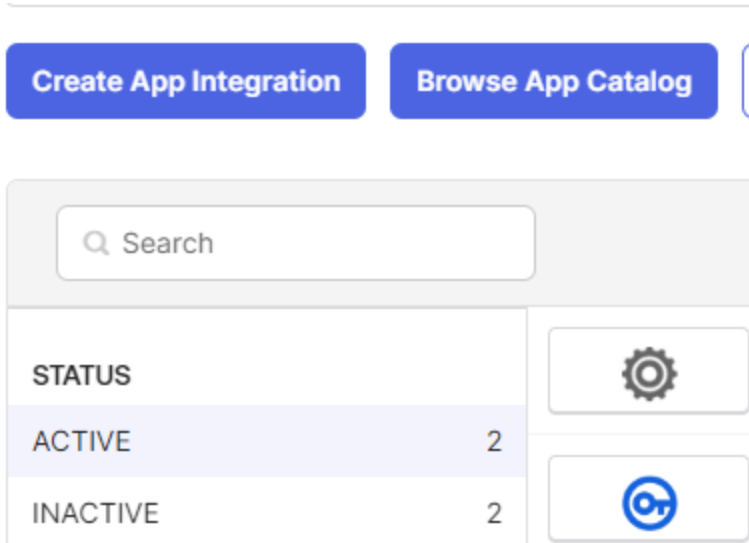 Create App Integration Browse App Catalog
Search
STATUS
ACTIVE 2
INACTIVE 2